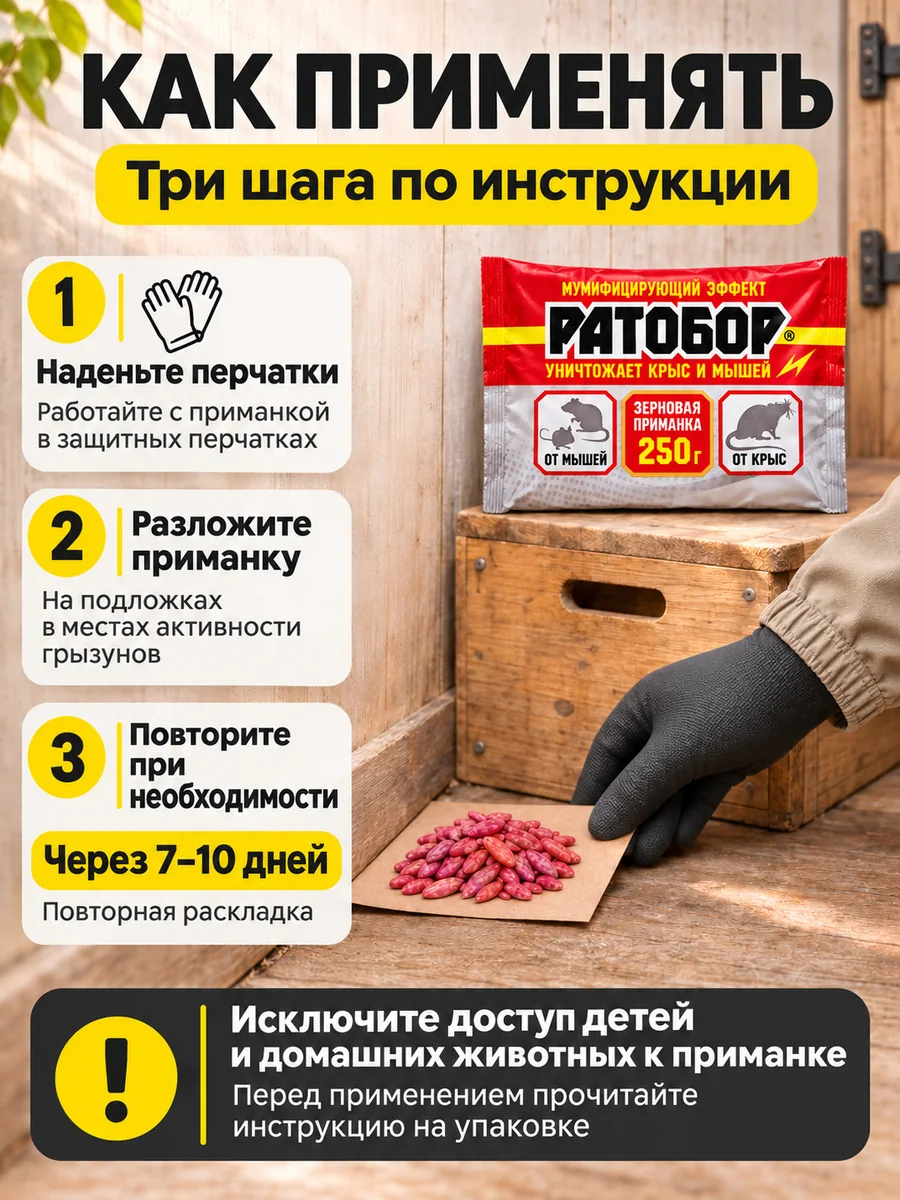 КАК ПРИМЕНЯТЬ
Три шага по инструкции
1
Наденьте перчатки
Работайте с приманкой
в защитных перчатках
2
Разложите
приманку
На подложках
в местах активности
грызунов
3
Повторите
при
необходимости
Через 7–10 дней
Повторная раскладка
МУМИФИЦИРУЮЩИЙ ЭФФЕКТ
РАТОБОР®
УНИЧТОЖАЕТ КРЫС И МЫШЕЙ
ОТ МЫШЕЙ
ЗЕРНОВАЯ
ПРИМАНКА
250 г
ОТ КРЫС
!
Исключите доступ детей
и домашних животных к приманке
Перед применением прочитайте
инструкцию на упаковке